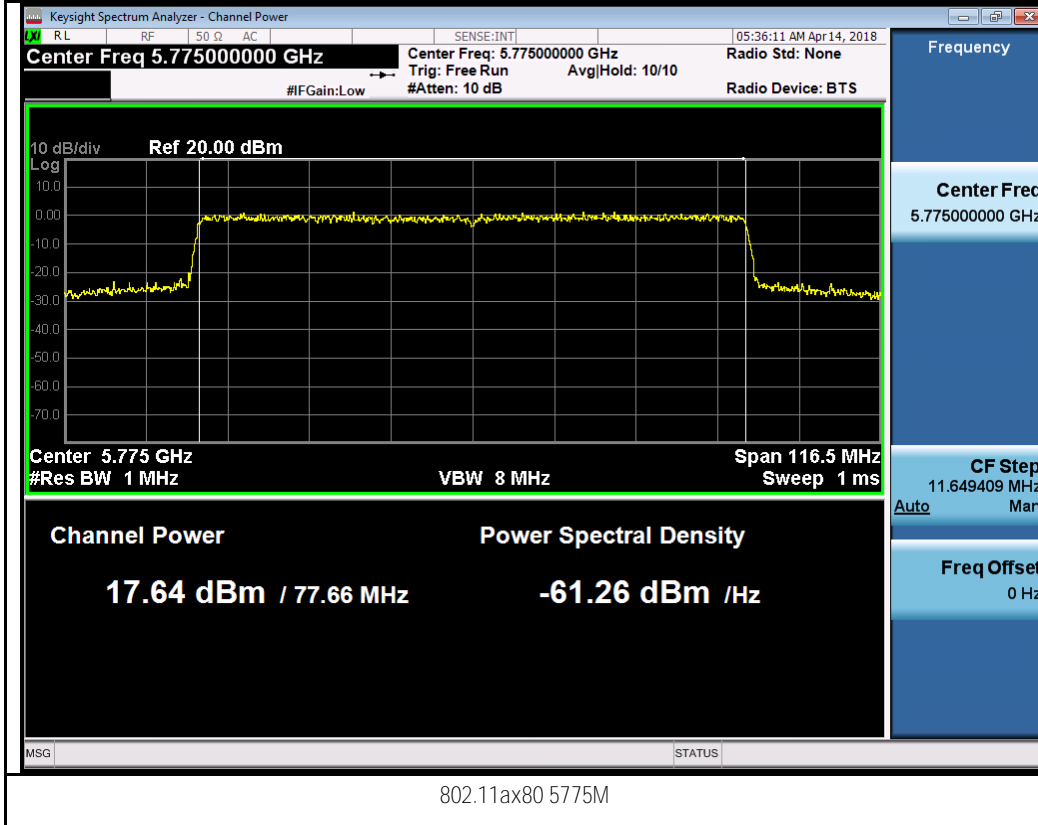 Keysight Spectrum Analyzer - Channel Power
LXI RL RF 50 Ω AC SENSE:INT 05:36:11 AM Apr 14, 2018
Center Freq 5.775000000 GHz
Center Freq: 5.775000000 GHz Radio Std: None
Trig: Free Run Avg|Hold: 10/10
#IFGain:Low #Atten: 10 dB Radio Device: BTS
10 dB/div Ref 20.00 dBm
Log
10.0
0.00
-10.0
-20.0
-30.0
-40.0
-50.0
-60.0
-70.0
Center 5.775 GHz Span 116.5 MHz
#Res BW 1 MHz VBW 8 MHz Sweep 1 ms
Channel Power Power Spectral Density
17.64 dBm / 77.66 MHz -61.26 dBm /Hz
Frequency
Center Freq
5.775000000 GHz
CF Step
11.649409 MHz
Auto Man
Freq Offset
0 Hz
MSG STATUS
802.11ax80 5775M